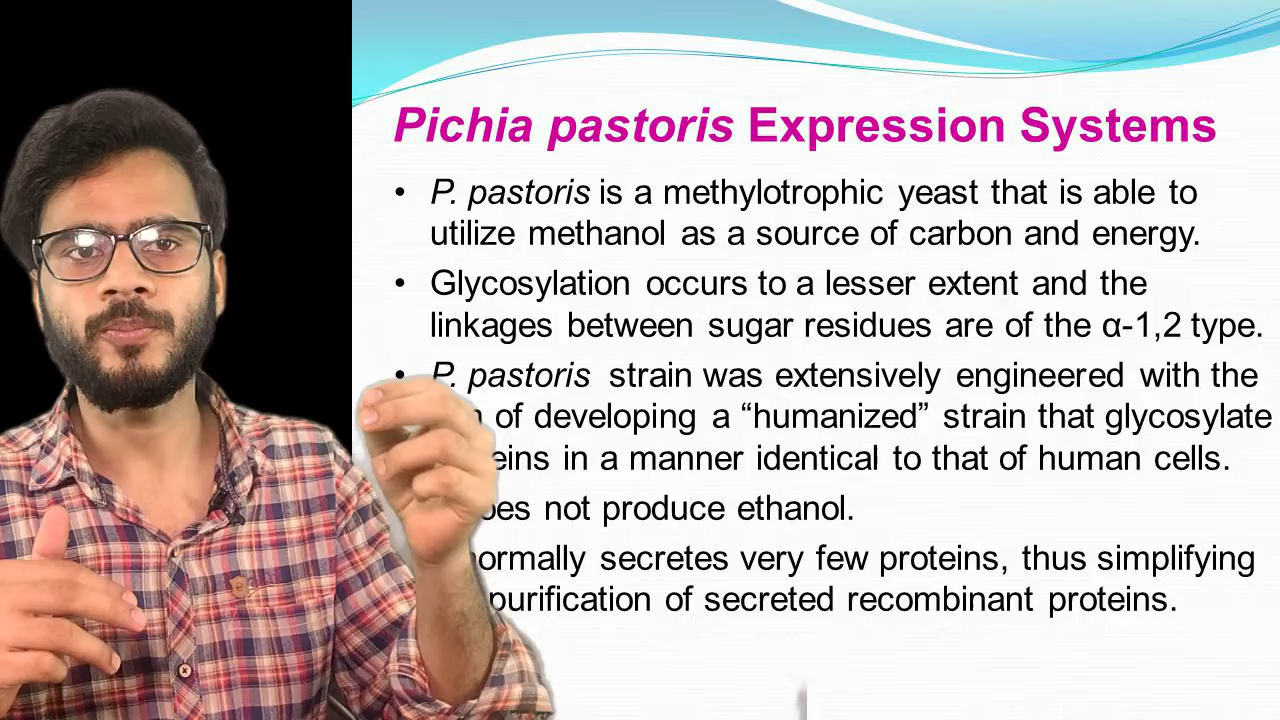 Pichia pastoris Expression Systems
• P. pastoris is a methylotrophic yeast that is able to
utilize methanol as a source of carbon and energy.
• Glycosylation occurs to a lesser extent and the
linkages between sugar residues are of the α-1,2 type.
• P. pastoris strain was extensively engineered with the
of developing a “humanized” strain that glycosylate
in a manner identical to that of human cells.
not produce ethanol.
normally secretes very few proteins, thus simplifying
purification of secreted recombinant proteins.